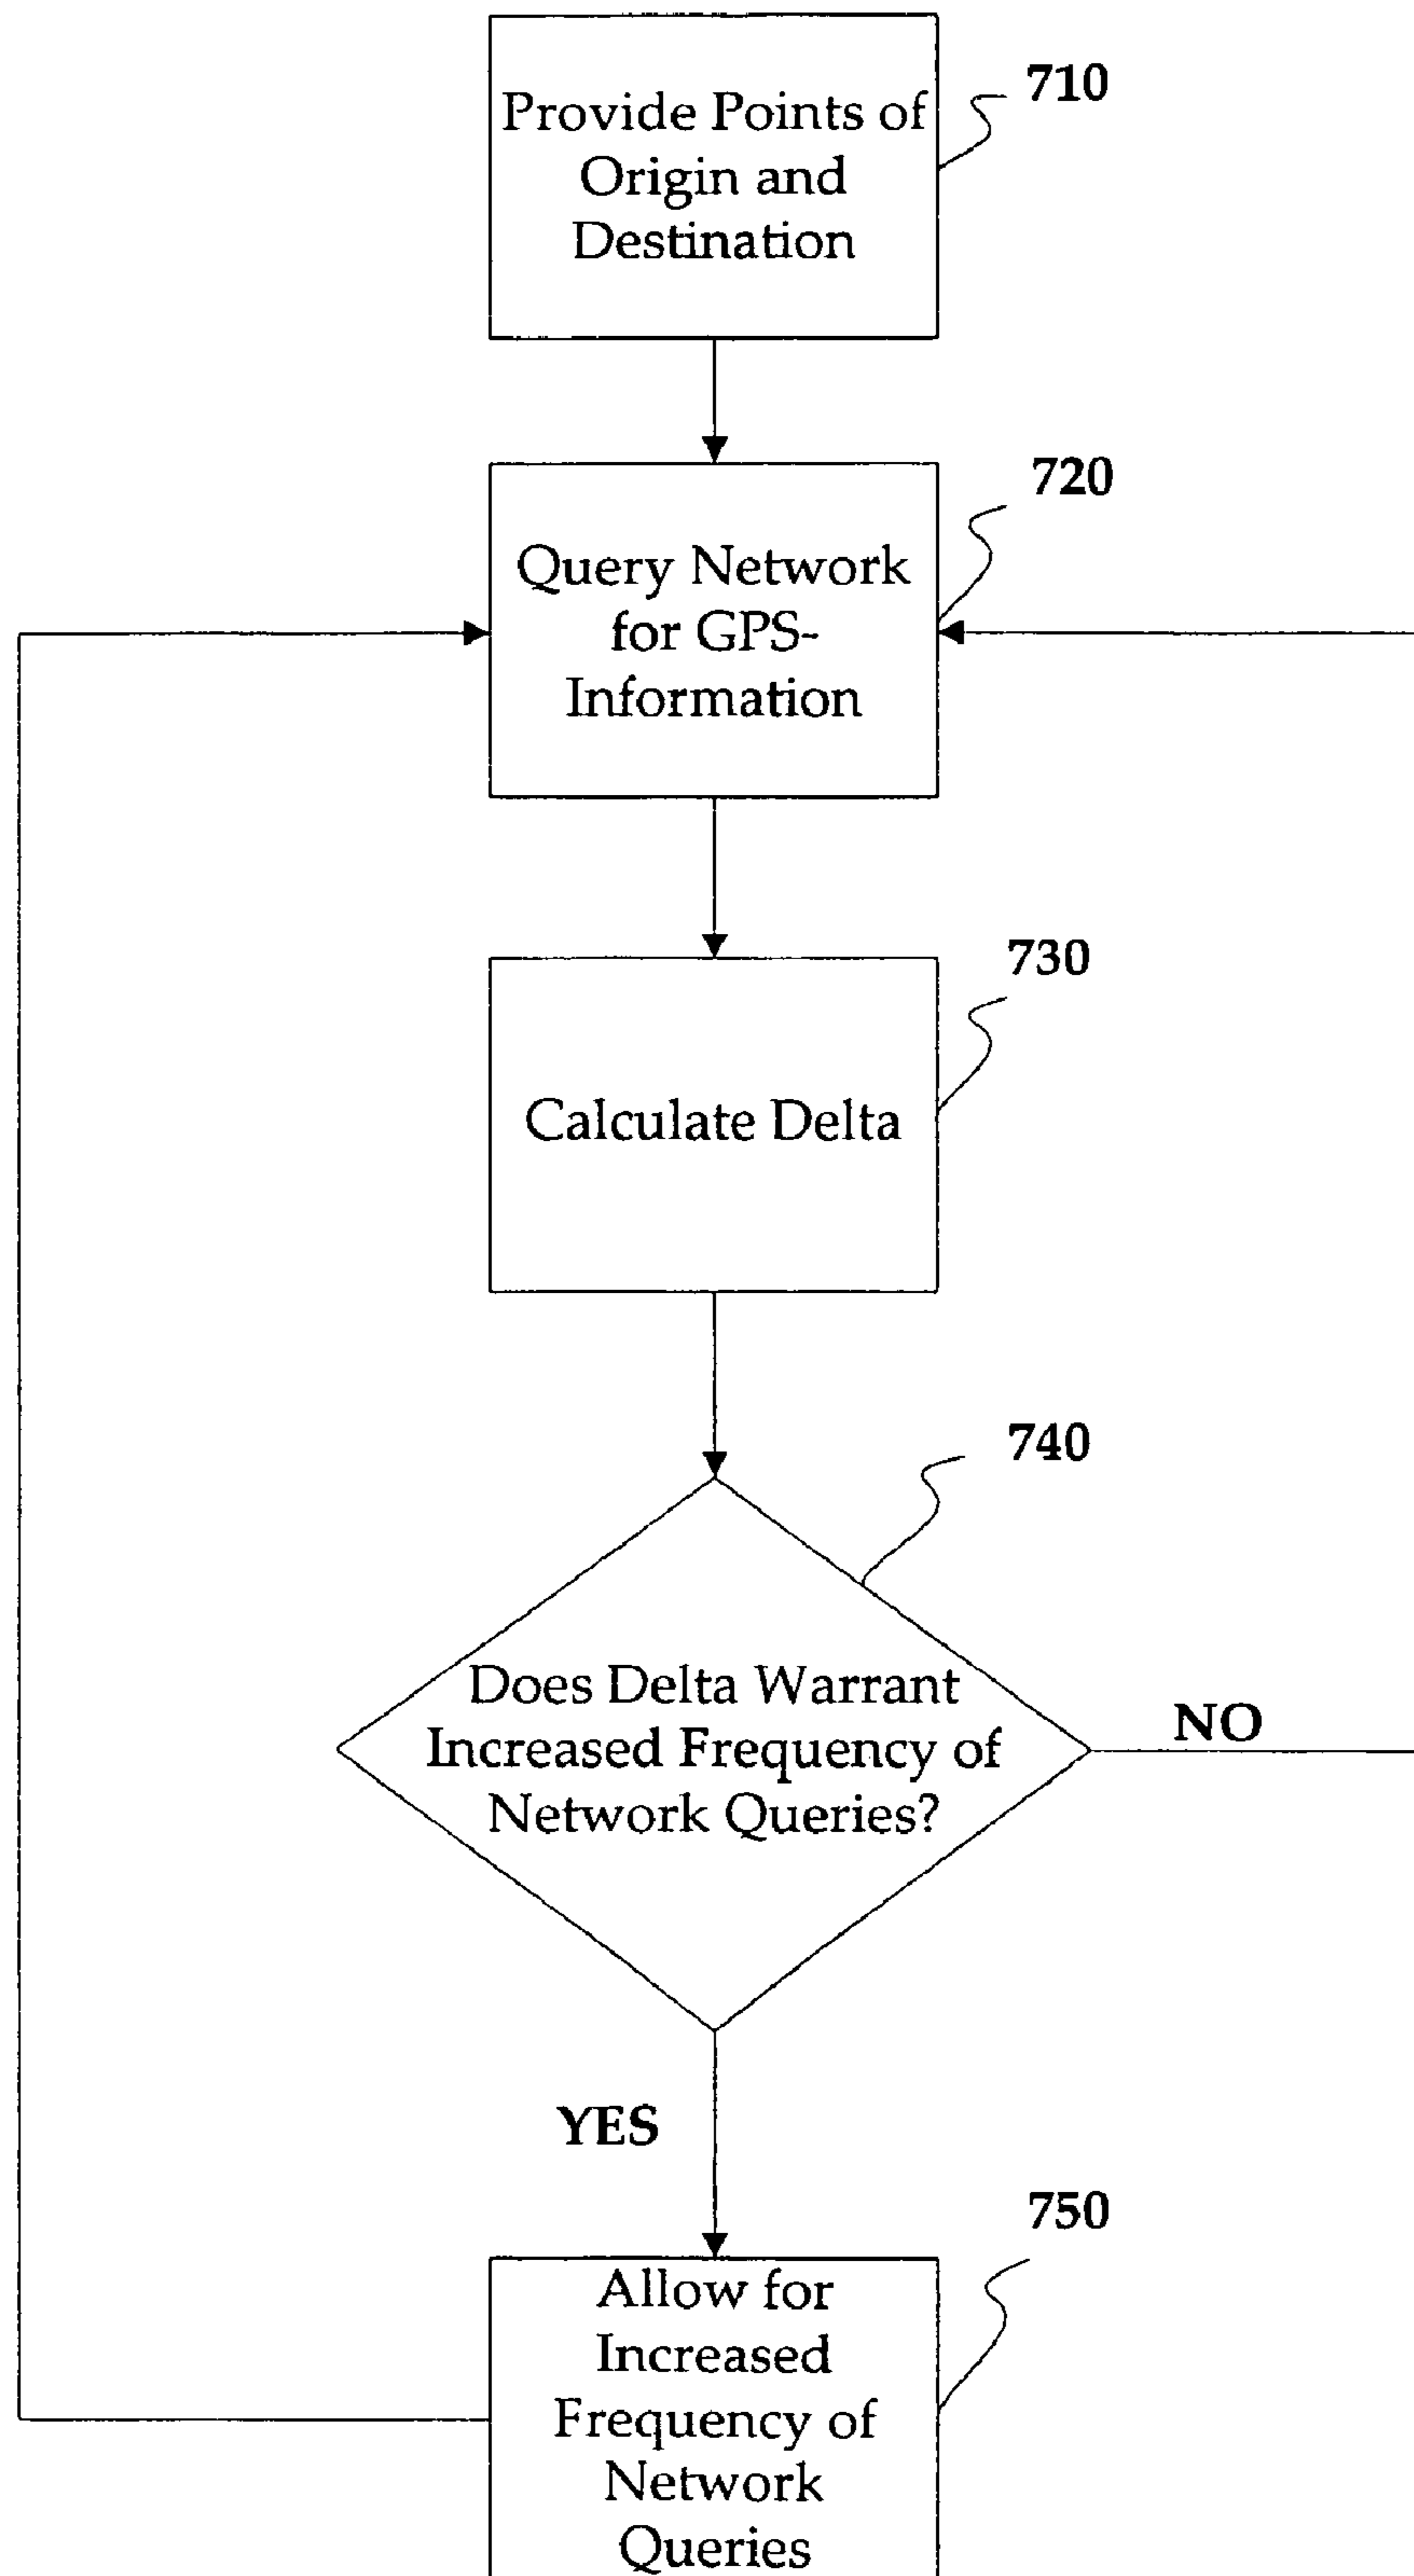 710
Provide Points of
Origin and
Destination
720
Query Network
for GPS-
Information
730
Calculate Delta
740
Does Delta Warrant
Increased Frequency of
Network Queries?
NO
YES
750
Allow for
Increased
Frequency of
Network
Queries